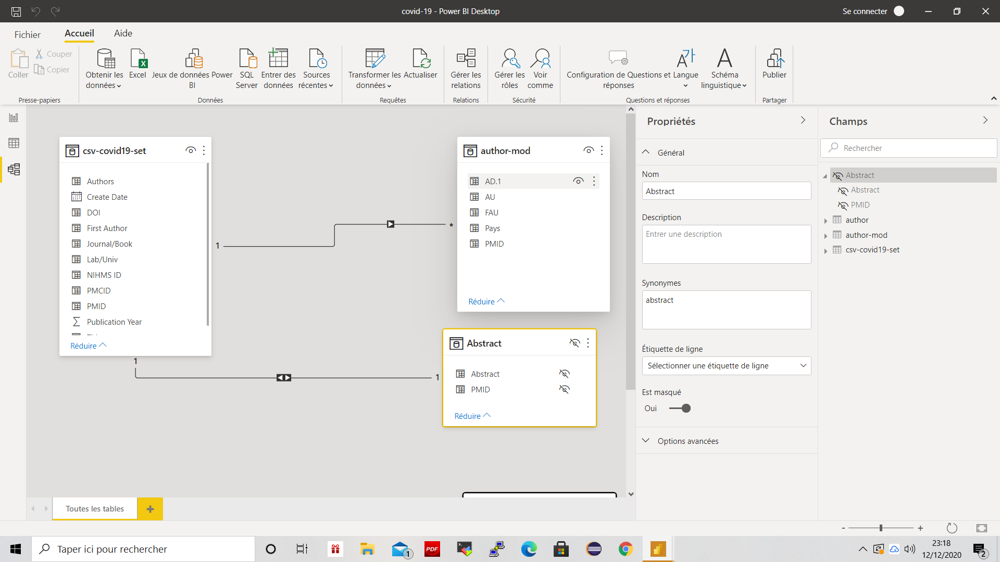 covid-19 - Power BI Desktop
Se connecter
Fichier
Accueil
Aide
Coller
Couper
Copier
Presse-papiers
Obtenir les
données
Excel
Jeux de données Power
BI
SQL
Server
Entrer des
données
Sources
récentes
Données
Transformer les
données
Actualiser
Requêtes
Gérer les
relations
Relations
Gérer les
rôles
Voir
comme
Sécurité
Configuration de Questions et
réponses
Langue
Schéma
linguistique
Questions et réponses
Publier
Partager
csv-covid19-set
Authors
Create Date
DOI
First Author
Journal/Book
Lab/Univ
NIHMS ID
PMCID
PMID
Publication Year
Réduire
1
*
1
1
author-mod
AD.1
AU
FAU
Pays
PMID
Réduire
Abstract
Abstract
PMID
Réduire
Propriétés
Général
Nom
Abstract
Description
Entrer une description
Synonymes
abstract
Étiquette de ligne
Sélectionner une étiquette de ligne
Est masqué
Oui
Options avancées
Champs
Rechercher
Abstract
Abstract
PMID
author
author-mod
csv-covid19-set
Toutes les tables
+
- +
Taper ici pour rechercher
1
PDF
23:18
12/12/2020
2